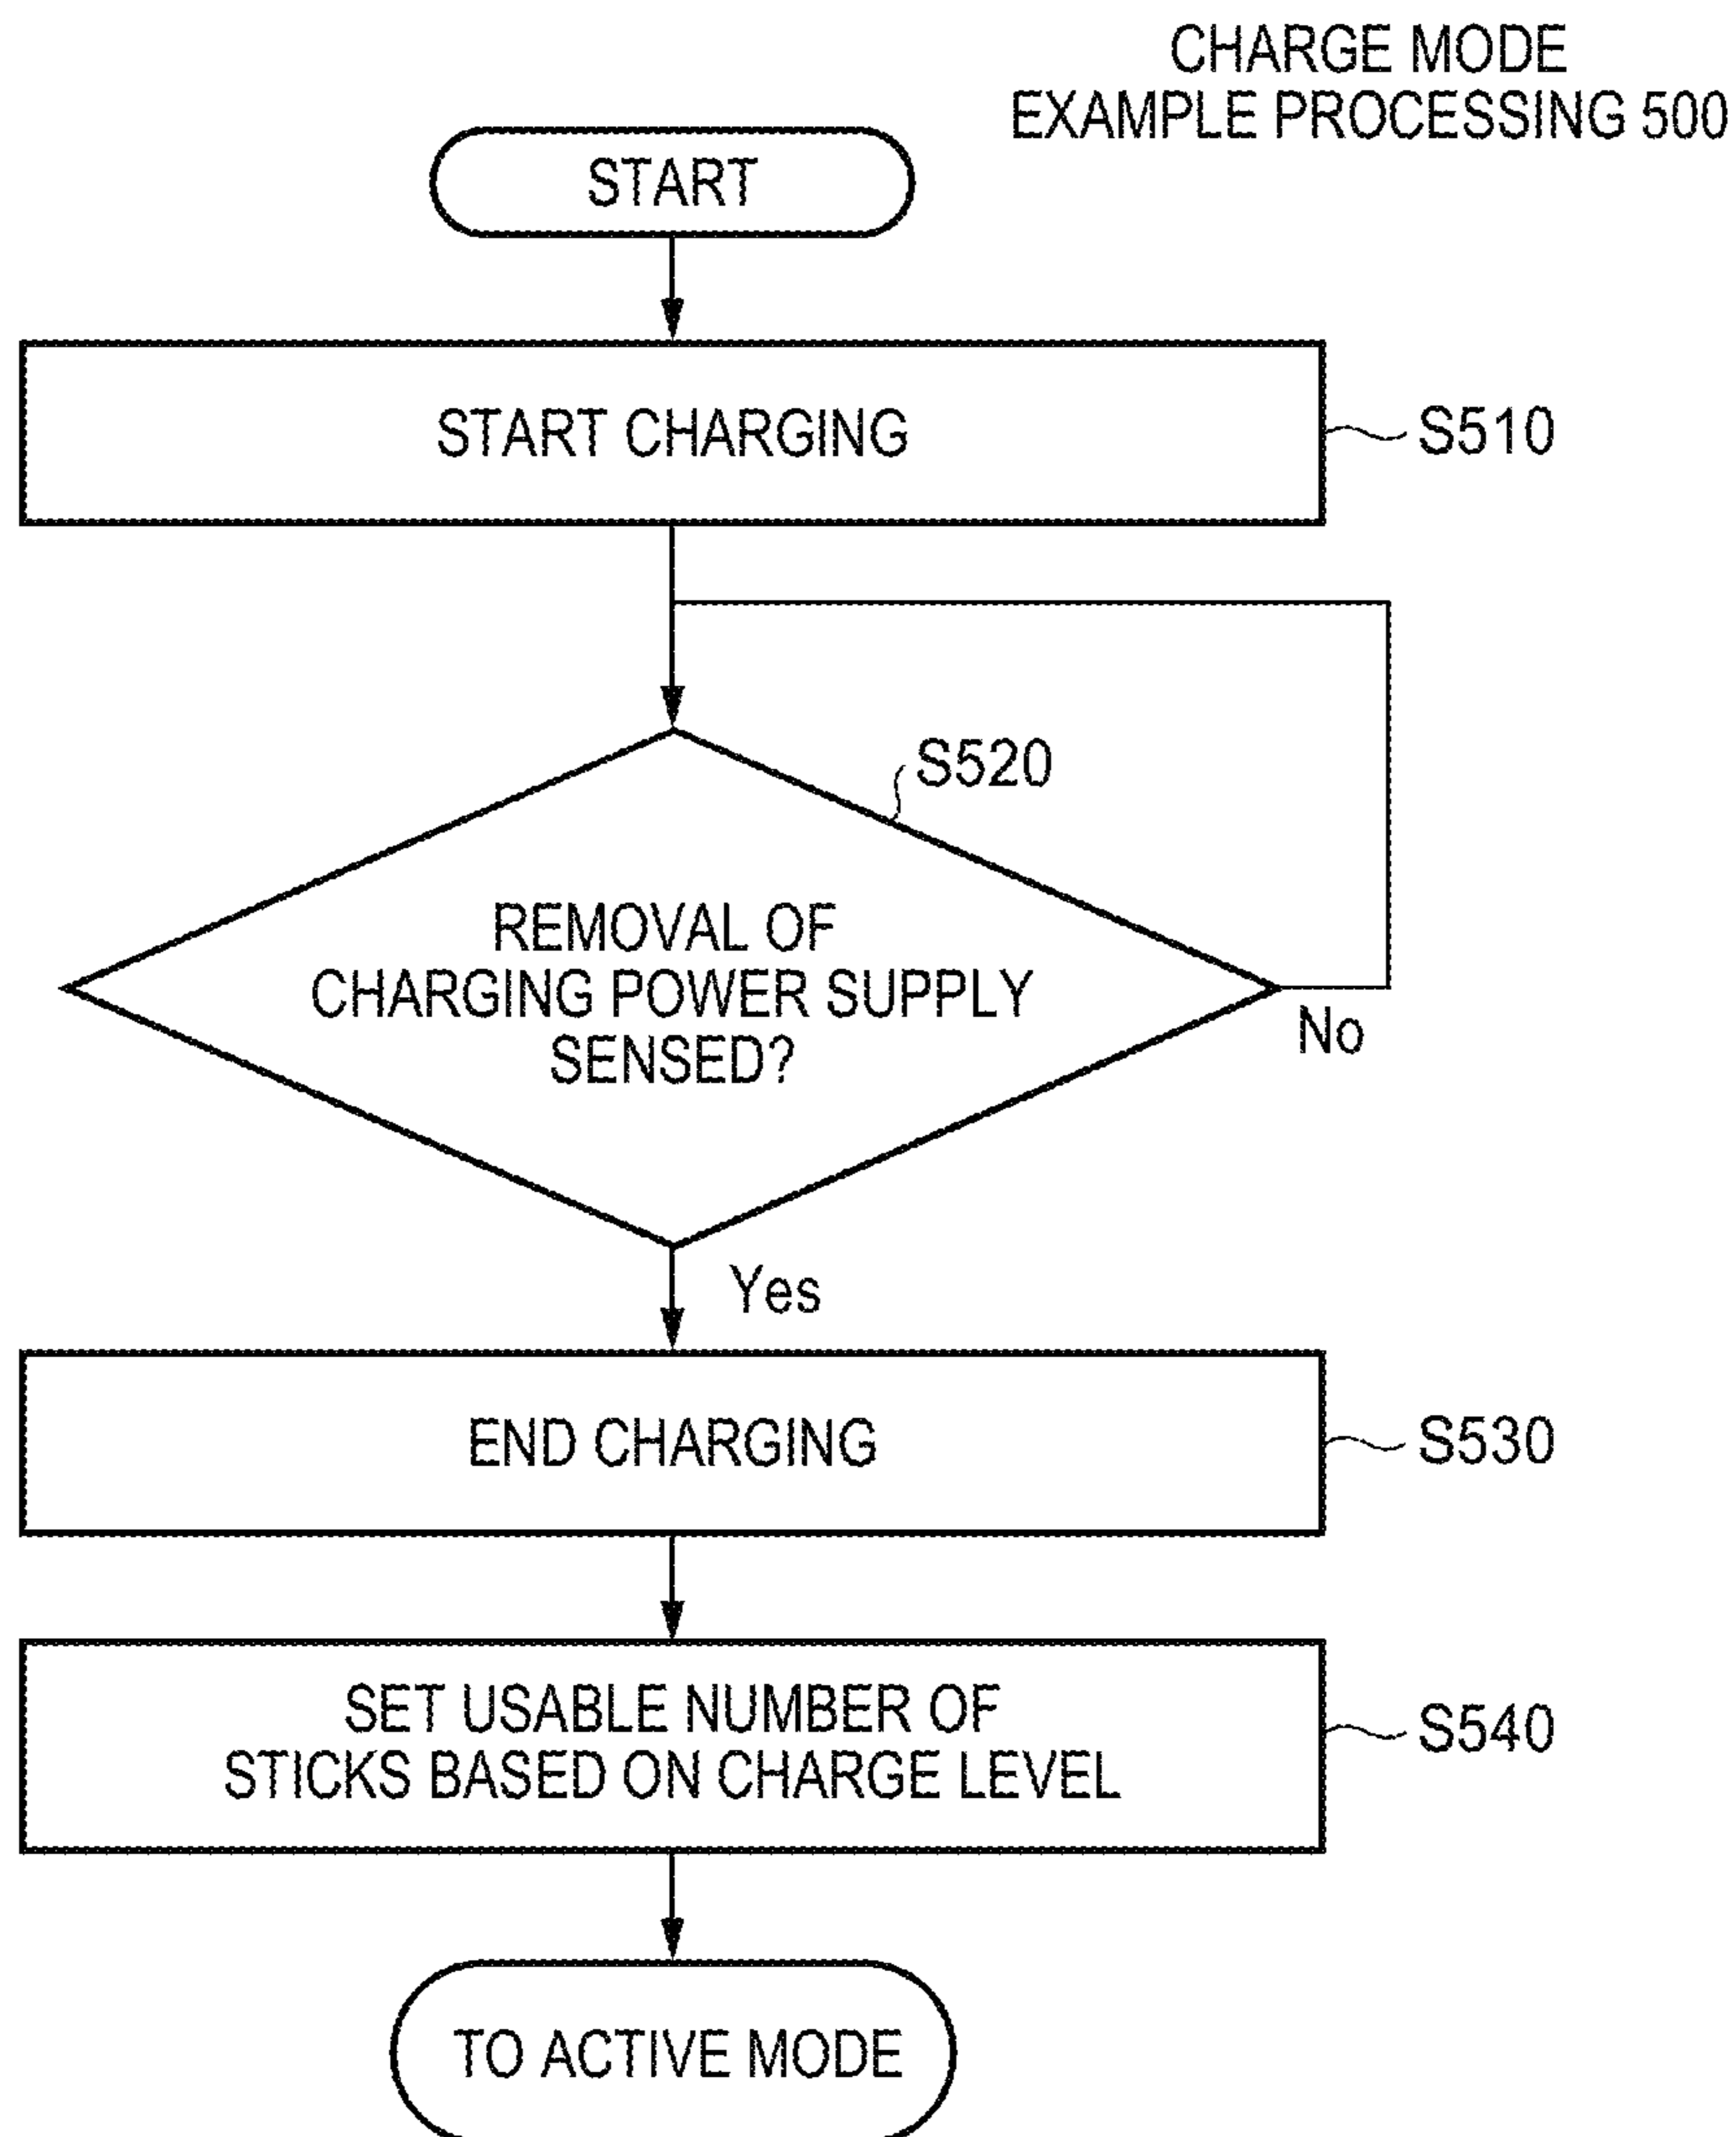 CHARGE MODE
EXAMPLE PROCESSING 500
START
START CHARGING
S510
S520
REMOVAL OF
CHARGING POWER SUPPLY
SENSED?
No
Yes
END CHARGING
S530
SET USABLE NUMBER OF
STICKS BASED ON CHARGE LEVEL
S540
TO ACTIVE MODE